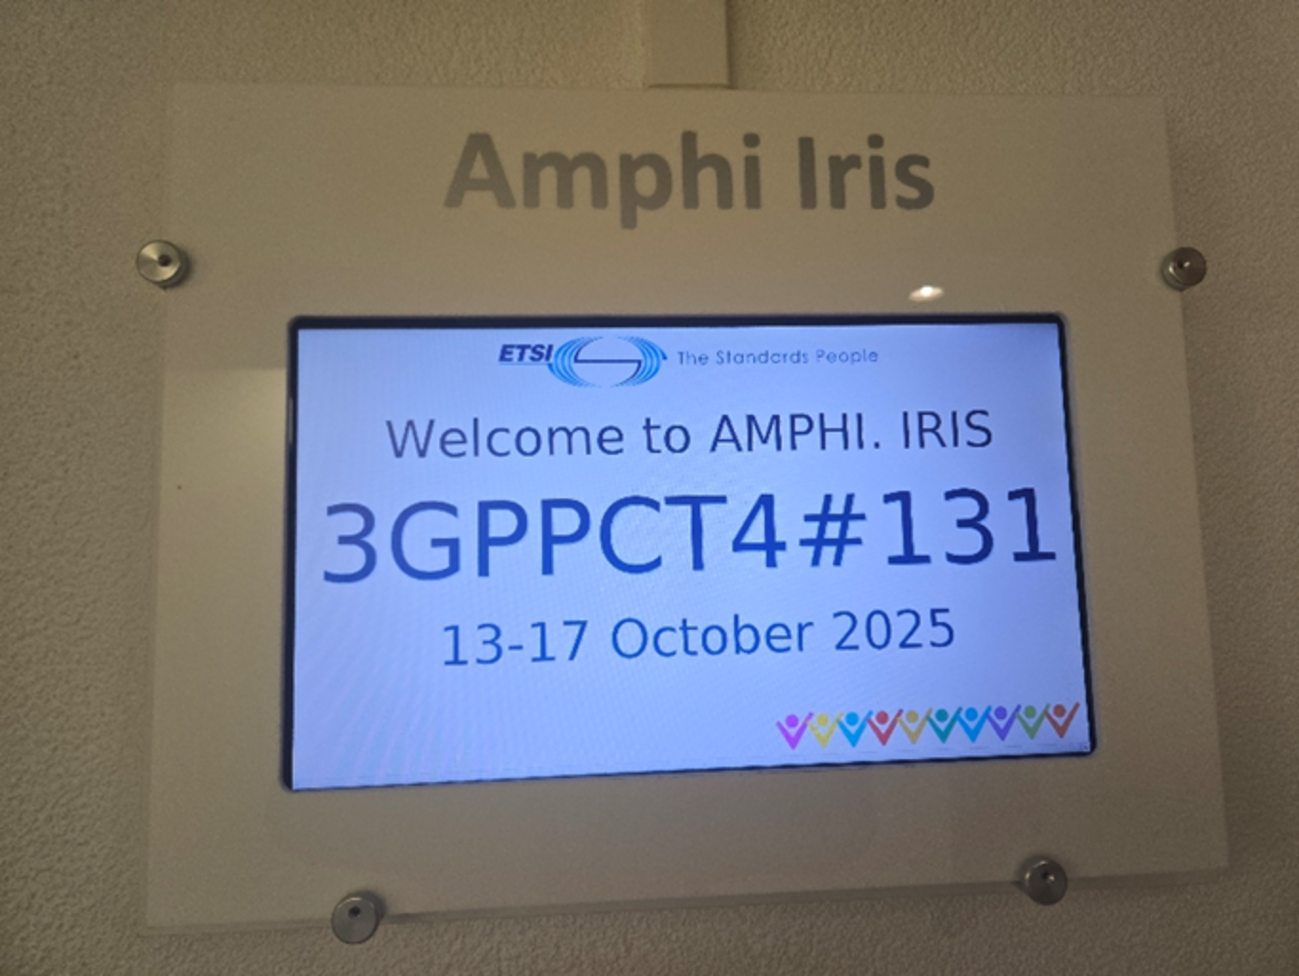 Amphi Iris
ETSI The Standards People
Welcome to AMPHI. IRIS
3GPPCT4#131
13-17 October 2025